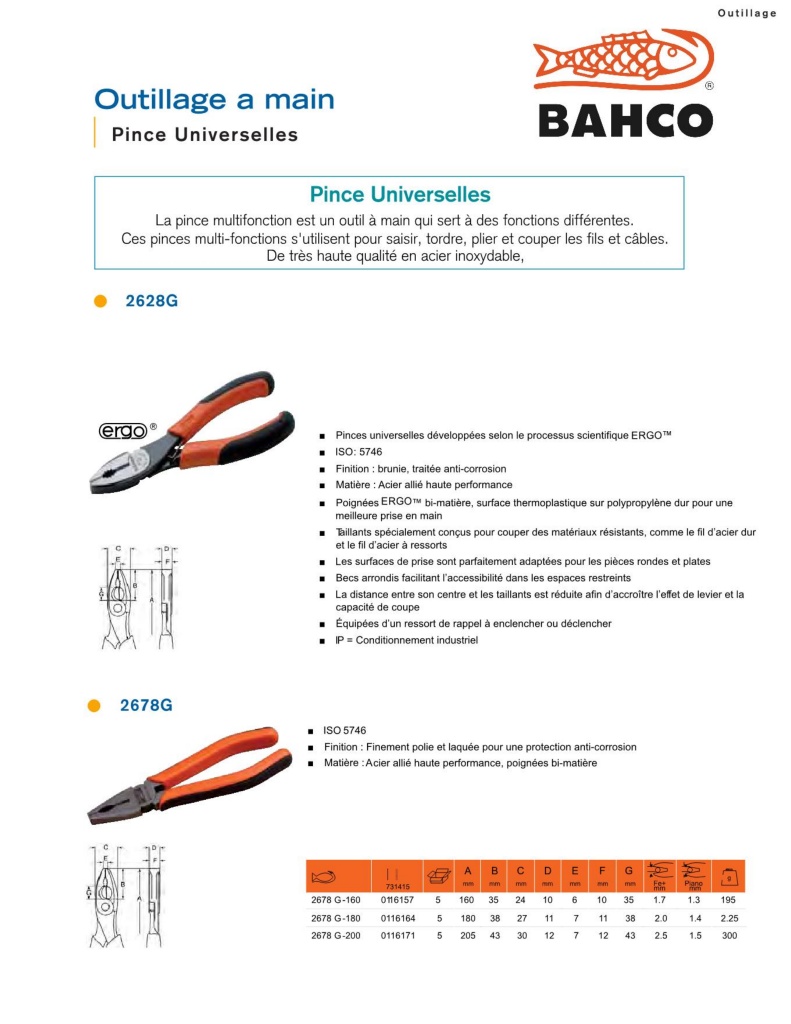 Outillage
BAHCO
®
Outillage a main
Pince Universelles
Pince Universelles
La pince multifonction est un outil à main qui sert à des fonctions différentes.
Ces pinces multi-fonctions s'utilisent pour saisir, tordre, plier et couper les fils et câbles.
De très haute qualité en acier inoxydable,
2628G
ergo ®
■ Pinces universelles développées selon le processus scientifique ERGO™
■ ISO: 5746
■ Finition : brunie, traitée anti-corrosion
■ Matière : Acier allié haute performance
■ Poignées ERGO™ bi-matière, surface thermoplastique sur polypropylène dur pour une
meilleure prise en main
■ Taillants spécialement conçus pour couper des matériaux résistants, comme le fil d'acier dur
et le fil d'acier à ressorts
■ Les surfaces de prise sont parfaitement adaptées pour les pièces rondes et plates
■ Becs arrondis facilitant l'accessibilité dans les espaces restreints
■ La distance entre son centre et les taillants est réduite afin d'accroître l'effet de levier et la
capacité de coupe
■ Équipées d'un ressort de rappel à enclencher ou déclencher
■ IP = Conditionnement industriel
C D
E F
G B A
2678G
■ ISO 5746
■ Finition : Finement polie et laquée pour une protection anti-corrosion
■ Matière : Acier allié haute performance, poignées bi-matière
C D
E F
G B A
A B C D E F G g
731415 mm mm mm mm mm mm mm Fe+ mm Piano mm
2678 G-160 0116157 5 160 35 24 10 6 10 35 1.7 1.3 195
2678 G-180 0116164 5 180 38 27 11 7 11 38 2.0 1.4 2.25
2678 G-200 0116171 5 205 43 30 12 7 12 43 2.5 1.5 300